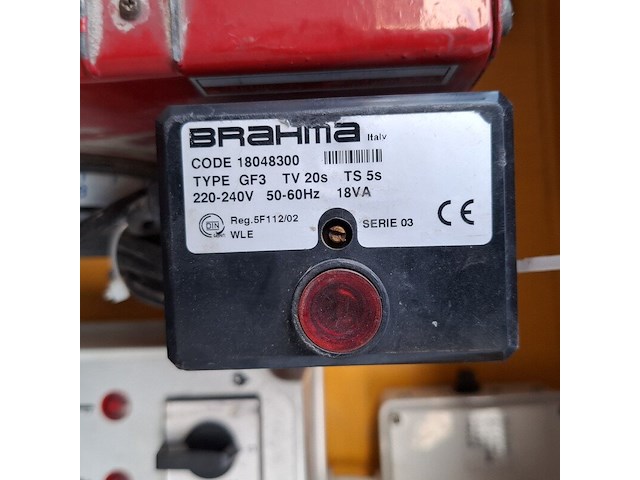 BRAHMA Italy
CODE 18048300
TYPE GF3 TV 20s TS 5s
220-240V 50-60Hz 18VA
DIN Reg.5F112/02
WLE
SERIE 03 CE